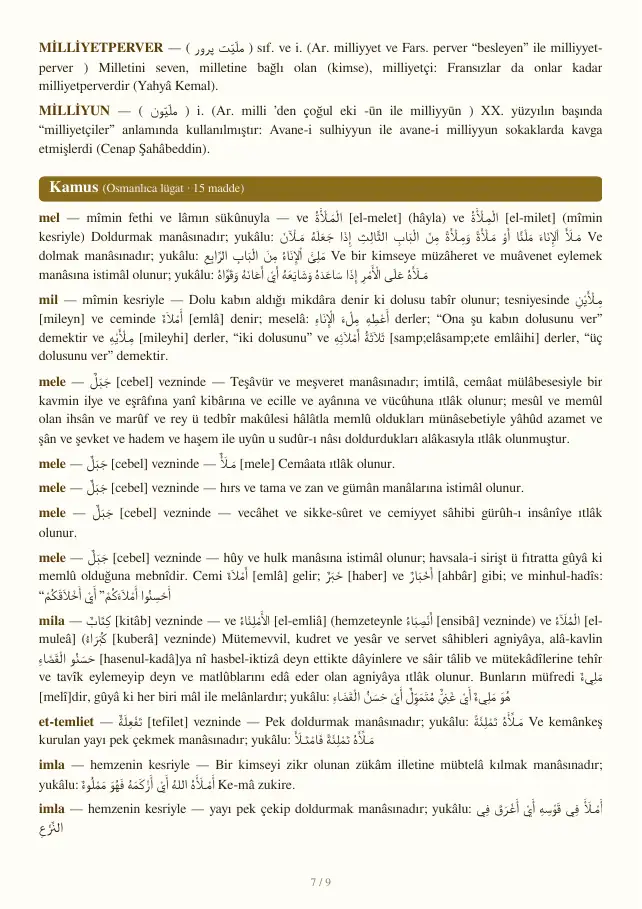 MİLLİYETPERVER — ( ملّيت پرور ) sıf. ve i. (Ar. milliyyet ve Fars. perver “besleyen” ile milliyyet-
perver ) Milletini seven, milletine bağlı olan (kimse), milliyetçi: Fransızlar da onlar kadar
milliyetperverdir (Yahyâ Kemal).
MİLLİYUN — ( ملّيون ) i. (Ar. milli ’den çoğul eki -ūn ile milliyyūn ) XX. yüzyılın başında
“milliyetçiler” anlamında kullanılmıştır: Avane-i sulhiyyun ile avane-i milliyyun sokaklarda kavga
etmişlerdi (Cenap Şahâbeddin).
Kamus (Osmanlıca lügat · 15 madde)
mel — mîmin fethi ve lâmın sükûnuyla — ve الْمَلْأَةُ [el-melet] (hâyla) ve الْمِلْأَةُ [el-milet] (mîmin
kesriyle) Doldurmak manâsınadır; yukâlu: مَلَأَ الْإِنَاءَ مَلْئًا أَوْ مَلْأَةً وَمِلْأَةً مِنَ الْبَابِ الثَّالِثِ إِذَا جَعَلَهُ مَلْآنَ Ve
dolmak manâsınadır; yukâlu: مَلِئَ الْإِنَاءُ مِنَ الْبَابِ الرَّابِعِ Ve bir kimseye müzâheret ve muâvenet eylemek
manâsına istimâl olunur; yukâlu: مَلَأَهُ عَلَى الْأَمْرِ إِذَا سَاعَدَهُ وَشَايَعَهُ أَيْ أَعَانَهُ وَقَوَّاهُ
mil — mîmin kesriyle — Dolu kabın aldığı mikdâra denir ki dolusu tabîr olunur; tesniyesinde مِلْأَيْنِ
[mileyn] ve ceminde أَمْلَاءٌ [emlâ] denir; meselâ: أَعْطِهِ مِلْءَ الْإِنَاءِ derler; “Ona şu kabın dolusunu ver”
demektir ve مِلْأَيْهِ [mileyhi] derler, “iki dolusunu” ve ثَلَاثَةُ أَمْلَائِهِ [samp;elâsamp;ete emlâihi] derler, “üç
dolusunu ver” demektir.
mele — جَبَلٌ [cebel] vezninde — Teşâvür ve meşveret manâsınadır; imtilâ, cemâat mülâbesesiyle bir
kavmin ilye ve eşrâfına yanî kibârına ve ecille ve ayânına ve vücûhuna ıtlâk olunur; mesûl ve memûl
olan ihsân ve marûf ve rey ü tedbîr makûlesi hâlâtla memlû oldukları münâsebetiyle yâhûd azamet ve
şân ve şevket ve hadem ve haşem ile uyûn u sudûr-ı nâsı doldurdukları alâkasıyla ıtlâk olunmuştur.
mele — جَبَلٌ [cebel] vezninde — مَلَأٌ [mele] Cemâata ıtlâk olunur.
mele — جَبَلٌ [cebel] vezninde — hırs ve tama ve zan ve gümân manâlarına istimâl olunur.
mele — جَبَلٌ [cebel] vezninde — vecâhet ve sikke-sûret ve cemiyyet sâhibi gürûh-ı insânîye ıtlâk
olunur.
mele — جَبَلٌ [cebel] vezninde — hûy ve hulk manâsına istimâl olunur; havsala-i sirişt ü fıtratta gûyâ ki
memlû olduğuna mebnîdir. Cemi أَمْلَاءٌ [emlâ] gelir; خَبَرٌ [haber] ve أَخْبَارٌ [ahbâr] gibi; ve minhul-hadîs:
“أَحْسِنُوا أَمْلَاءَكُمْ” أَيْ أَخْلَاقَكُمْ
mila — كِتَابٌ [kitâb] vezninde — ve الْأَمْلِئَاءُ [el-emliâ] (hemzeteynle أَنْصِبَاءُ [ensibâ] vezninde) ve الْمُلَآءُ [el-
muleâ] (كُبَرَاءُ [kuberâ] vezninde) Mütemevvil, kudret ve yesâr ve servet sâhibleri agniyâya, alâ-kavlin
حَسَنُو الْقَضَاءِ [hasenul-kadâ]ya nî hasbel-iktizâ deyn ettikte dâyinlere ve sâir tâlib ve mütekâdîlerine tehîr
ve tavîk eylemeyip deyn ve matlûblarını edâ eder olan agniyâya ıtlâk olunur. Bunların müfredi مَلِيءٌ
[melî]dir, gûyâ ki her biri mâl ile melânlardır; yukâlu: هُوَ مَلِيءٌ أَيْ غَنِيٌّ مُتَمَوِّلٌ أَيْ حَسَنُ الْقَضَاءِ
et-temliet — تَفْعِلَةٌ [tefilet] vezninde — Pek doldurmak manâsınadır; yukâlu: مَلَّأَهُ تَمْلِئَةً Ve kemânkeş
kurulan yayı pek çekmek manâsınadır; yukâlu: مَلَّأَهُ تَمْلِئَةً فَامْتَلَأَ
imla — hemzenin kesriyle — Bir kimseyi zikr olunan zükâm illetine mübtelâ kılmak manâsınadır;
yukâlu: أَمْلَأَهُ اللهُ أَيْ أَزْكَمَهُ فَهُوَ مَمْلُوءٌ Ke-mâ zukire.
imla — hemzenin kesriyle — yayı pek çekip doldurmak manâsınadır; yukâlu: أَمْلَأَ فِي قَوْسِهِ أَيْ أَغْرَقَ فِي
النَّزْعِ
7 / 9